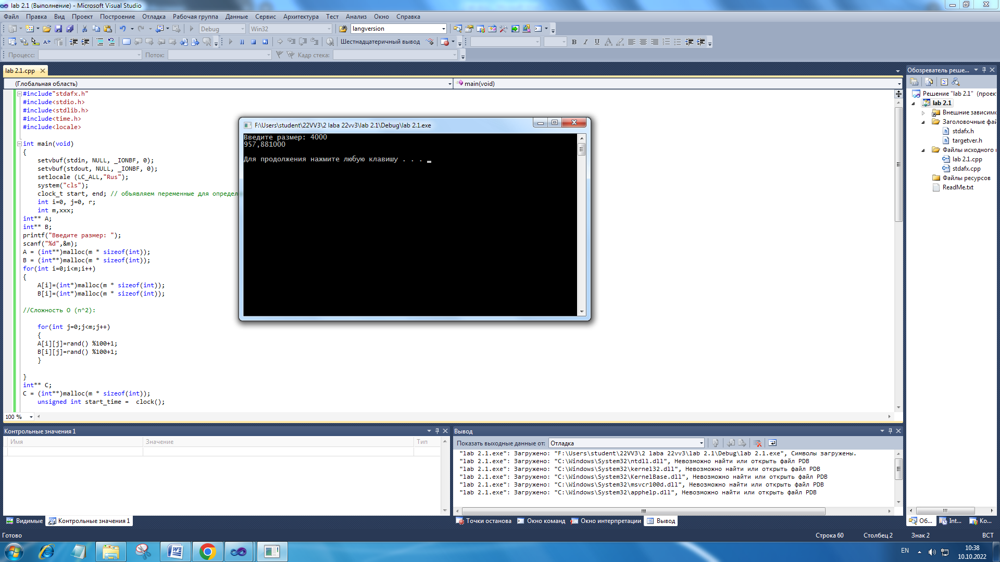 lab 2.1 (Выполнение) - Microsoft Visual Studio
Файл Правка Вид Проект Построение Отладка Рабочая группа Данные Сервис Архитектура Тест Анализ Окно Справка
Debug Win32 langversion
Шестнадцатеричный вывод
Процесс: Поток: Кадр стека:
lab 2.1.cpp
(Глобальная область) main(void)
#include"stdafx.h"
#include<stdio.h>
#include<stdlib.h>
#include<time.h>
#include<locale>
int main(void)
{
setvbuf(stdin, NULL, _IONBF, 0);
setvbuf(stdout, NULL, _IONBF, 0);
setlocale (LC_ALL,"Rus");
system("cls");
clock_t start, end; // объявляем переменные для определ
int i=0, j=0, r;
int m,xxx;
int** A;
int** B;
printf("Введите размер: ");
scanf("%d",&m);
A = (int**)malloc(m * sizeof(int));
B = (int**)malloc(m * sizeof(int));
for(int i=0;i<m;i++)
{
A[i]=(int*)malloc(m * sizeof(int));
B[i]=(int*)malloc(m * sizeof(int));
//Сложность O (n^2):
for(int j=0;j<m;j++)
{
A[i][j]=rand() %100+1;
B[i][j]=rand() %100+1;
}
}
int** C;
C = (int**)malloc(m * sizeof(int));
unsigned int start_time =  clock();
100 %
F:\Users\student\22VV3\2 laba 22vv3\lab 2.1\Debug\lab 2.1.exe
Введите размер: 4000
957,881000
Для продолжения нажмите любую клавишу . . .
Обозреватель реше...
Решение "lab 2.1" (проек
lab 2.1
Внешние зависимо
Заголовочные фай
stdafx.h
targetver.h
Файлы исходного
lab 2.1.cpp
stdafx.cpp
Файлы ресурсов
ReadMe.txt
Контрольные значения 1
Имя Значение Тип
Видимые Контрольные значения 1
Вывод
Показать выходные данные от: Отладка
"lab 2.1.exe": Загружено: "F:\Users\student\22VV3\2 laba 22vv3\lab 2.1\Debug\lab 2.1.exe", Символы загружены.
"lab 2.1.exe": Загружено: "C:\Windows\System32\ntdll.dll", Невозможно найти или открыть файл PDB
"lab 2.1.exe": Загружено: "C:\Windows\System32\kernel32.dll", Невозможно найти или открыть файл PDB
"lab 2.1.exe": Загружено: "C:\Windows\System32\KernelBase.dll", Невозможно найти или открыть файл PDB
"lab 2.1.exe": Загружено: "C:\Windows\System32\msvcr100d.dll", Невозможно найти или открыть файл PDB
"lab 2.1.exe": Загружено: "C:\Windows\System32\apphelp.dll", Невозможно найти или открыть файл PDB
Точки останова Окно команд Окно интерпретации Вывод
Об... Int... Ко...
Готово Строка 60 Столбец 2 Знак 2 ВСТ
EN 10:38
10.10.2022